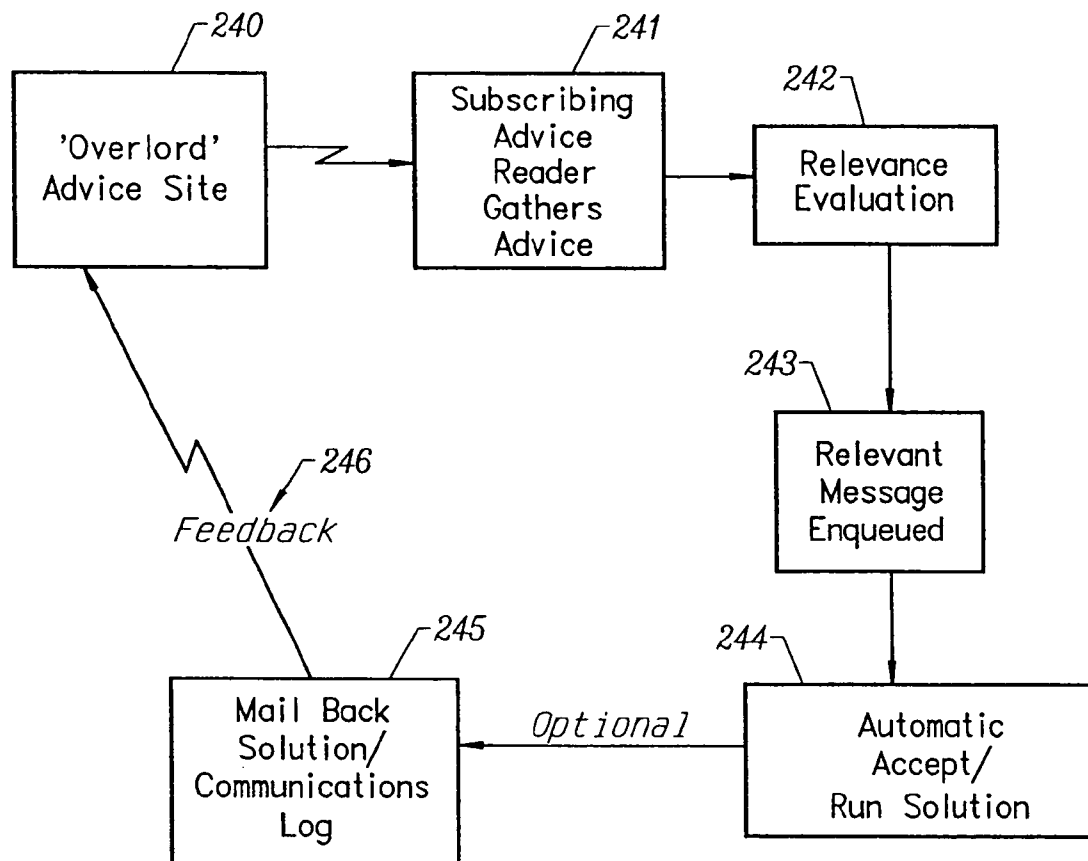 240
'Overlord'
Advice Site
241
Subscribing
Advice
Reader
Gathers
Advice
242
Relevance
Evaluation
243
Relevant
Message
Enqueued
244
Automatic
Accept/
Run Solution
Optional
245
Mail Back
Solution/
Communications
Log
246
Feedback